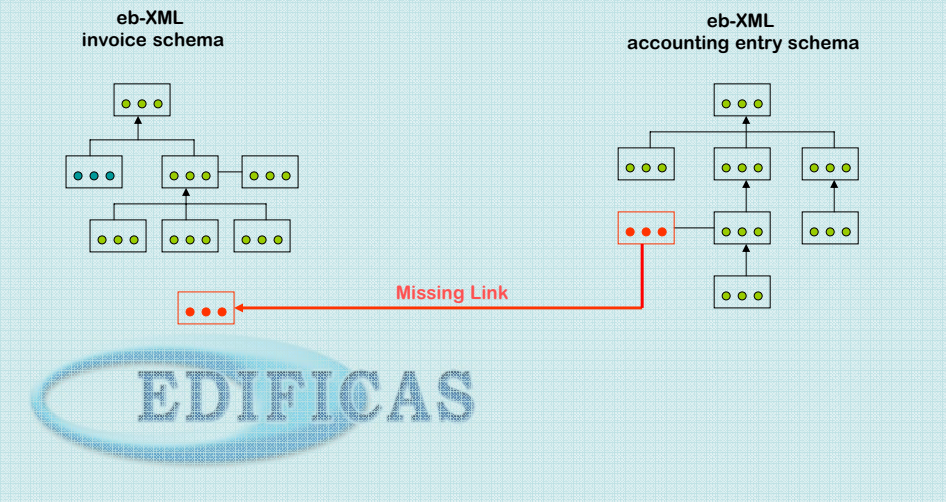 eb-XML
invoice schema
eb-XML
accounting entry schema
Missing Link
EDIFICAS